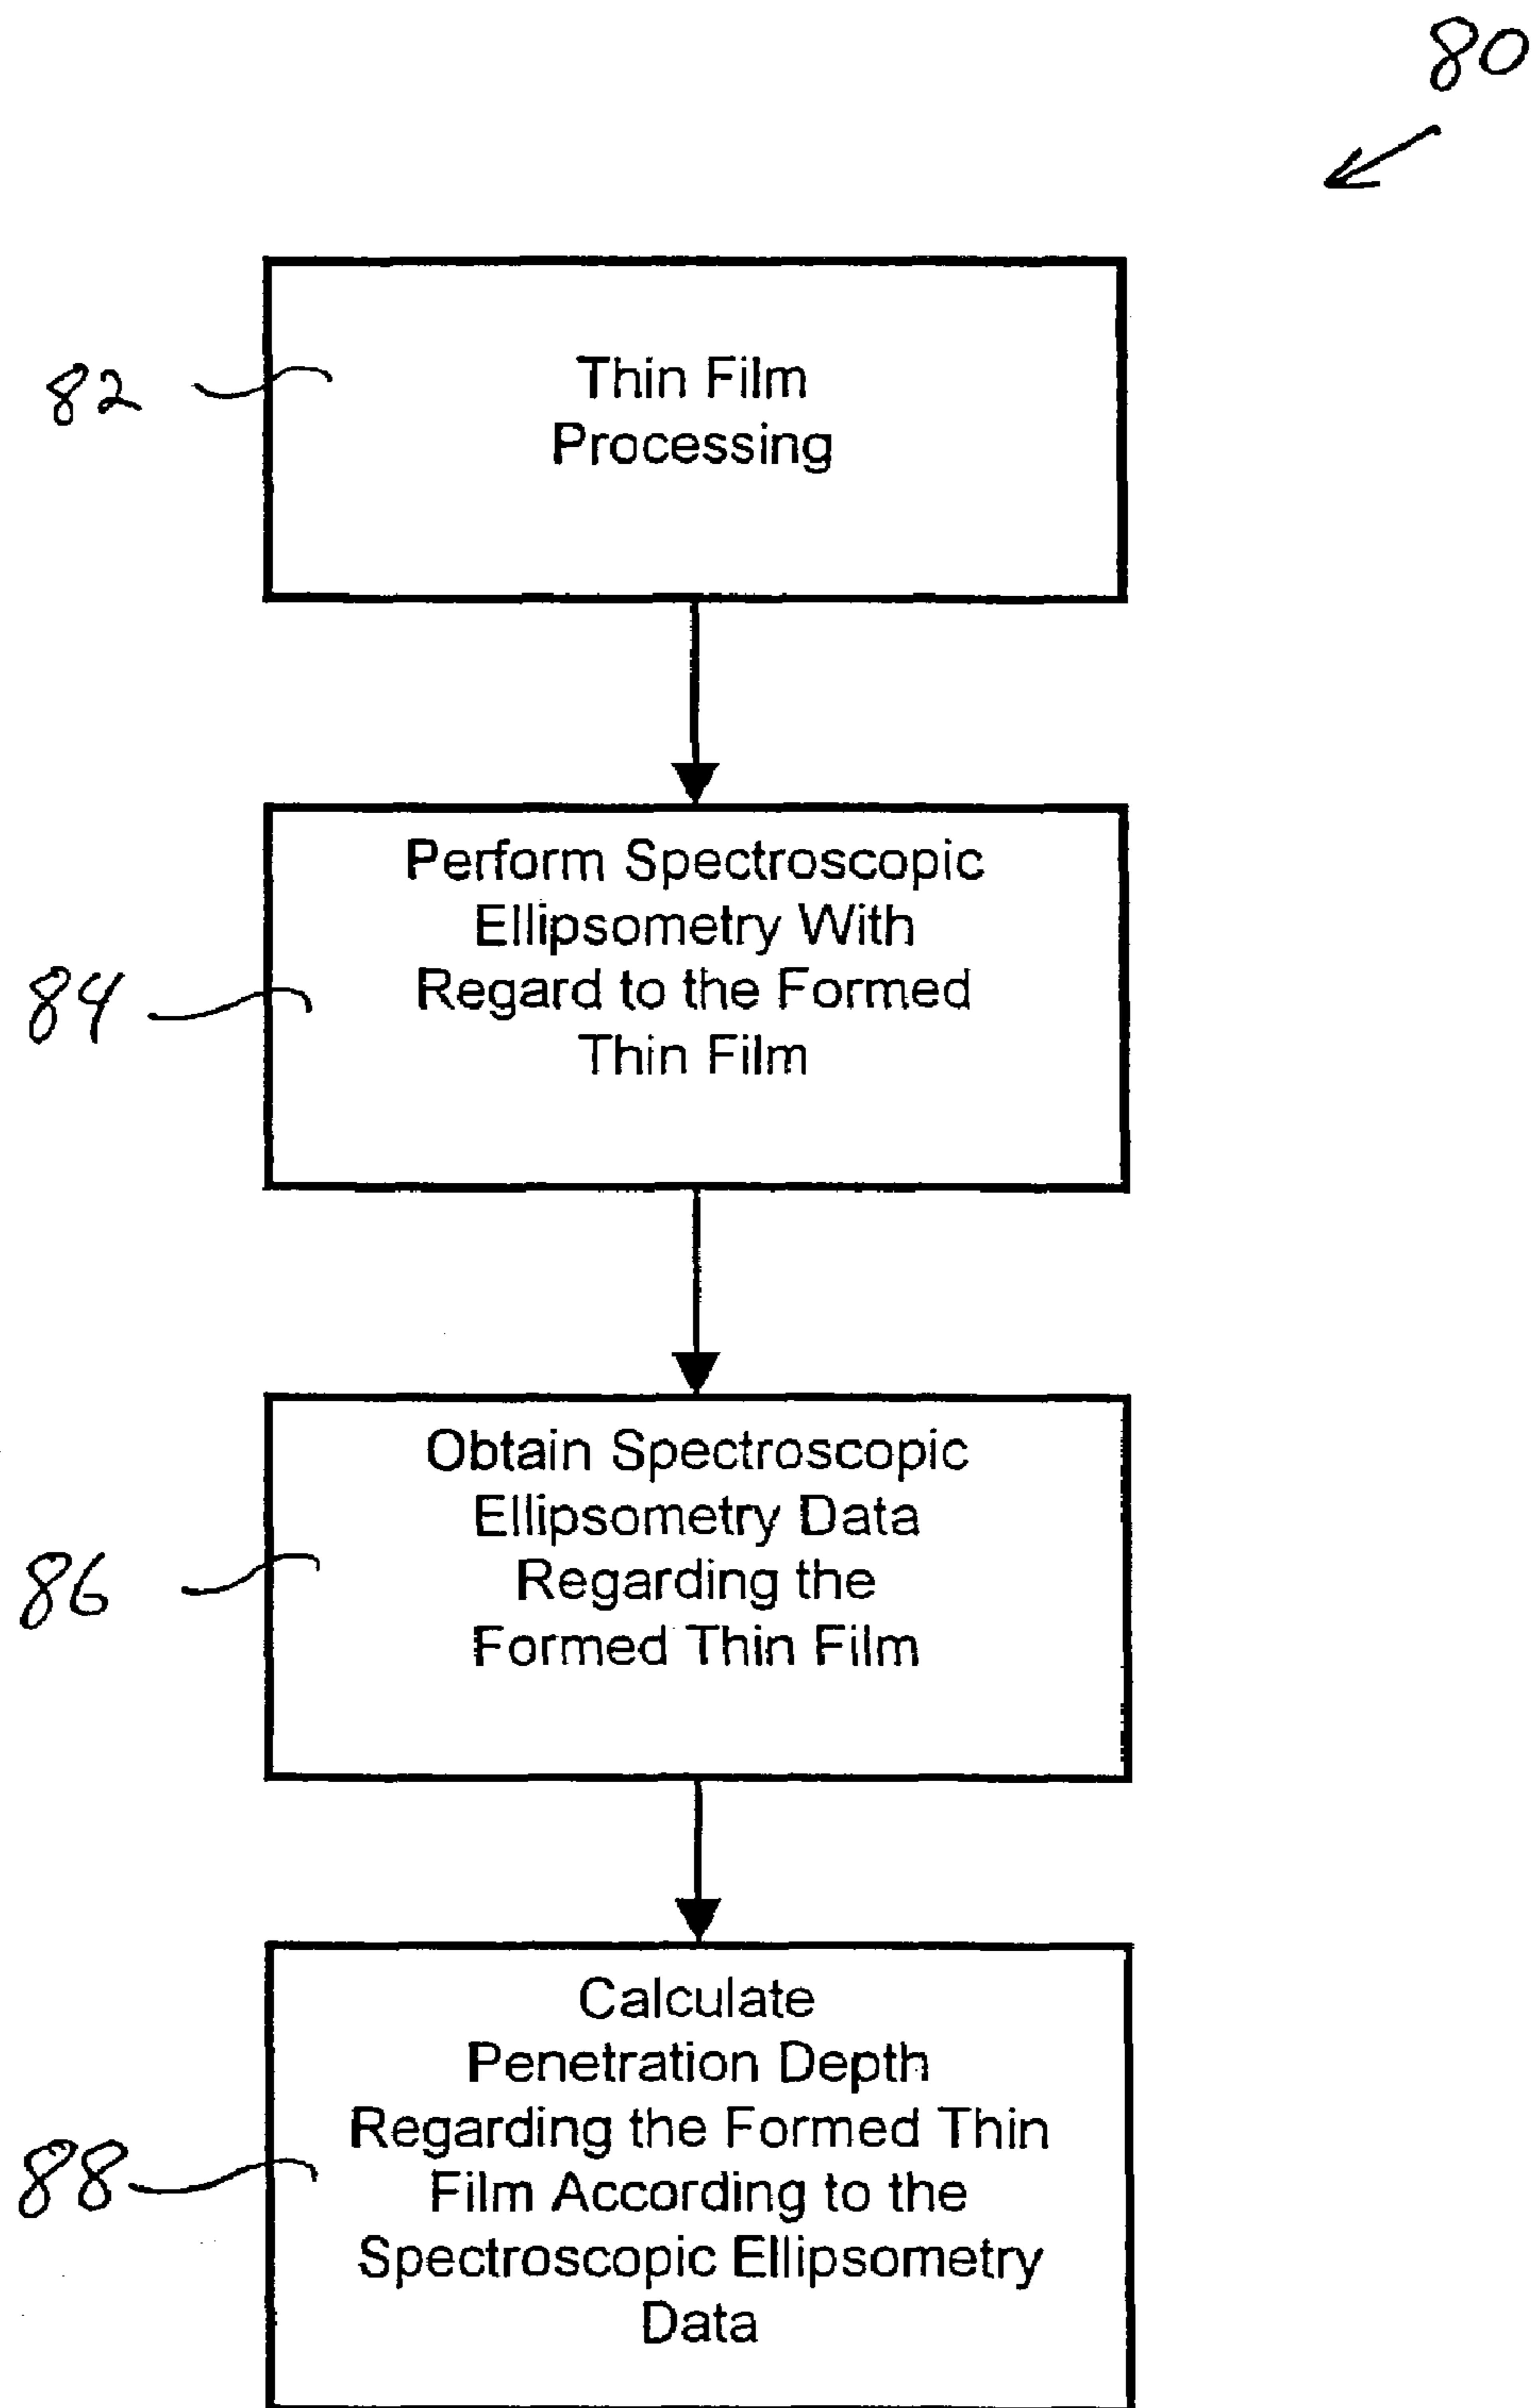 80
82
Thin Film
Processing
84
Perform Spectroscopic
Ellipsometry With
Regard to the Formed
Thin Film
86
Obtain Spectroscopic
Ellipsometry Data
Regarding the
Formed Thin Film
88
Calculate
Penetration Depth
Regarding the Formed Thin
Film According to the
Spectroscopic Ellipsometry
Data